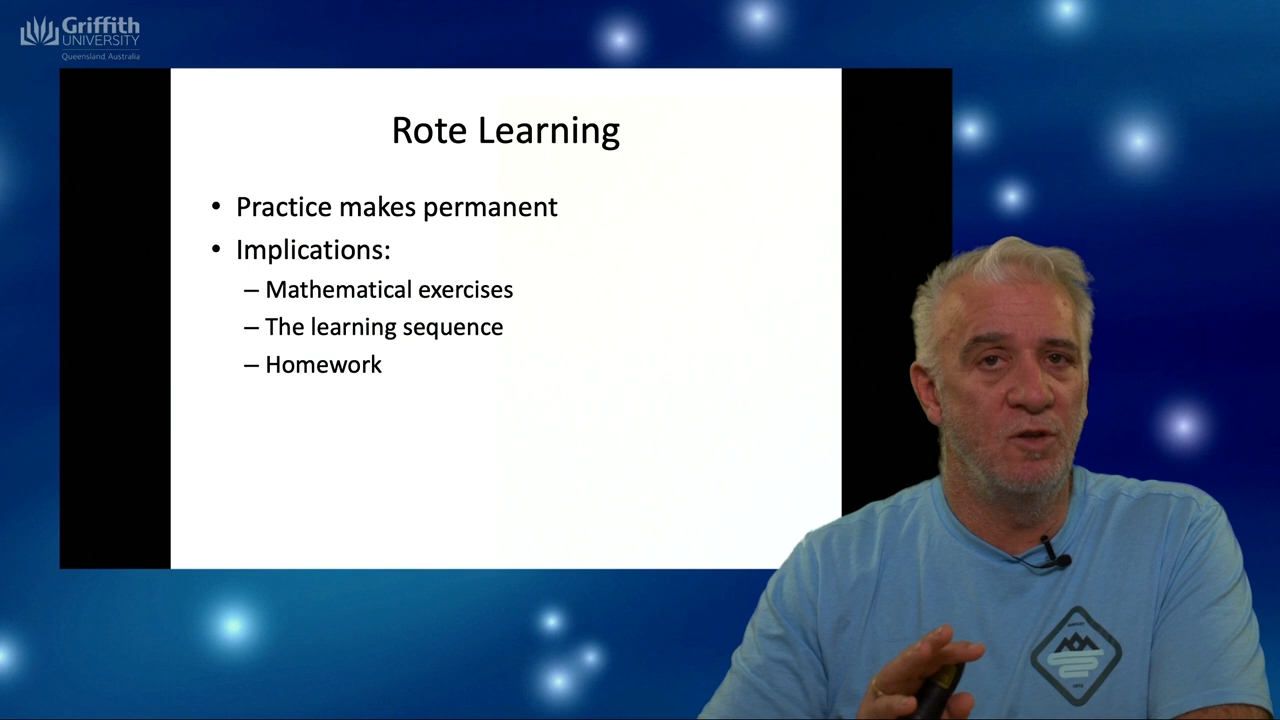 Griffith
UNIVERSITY
Queensland, Australia
Rote Learning
• Practice makes permanent
• Implications:
– Mathematical exercises
– The learning sequence
– Homework